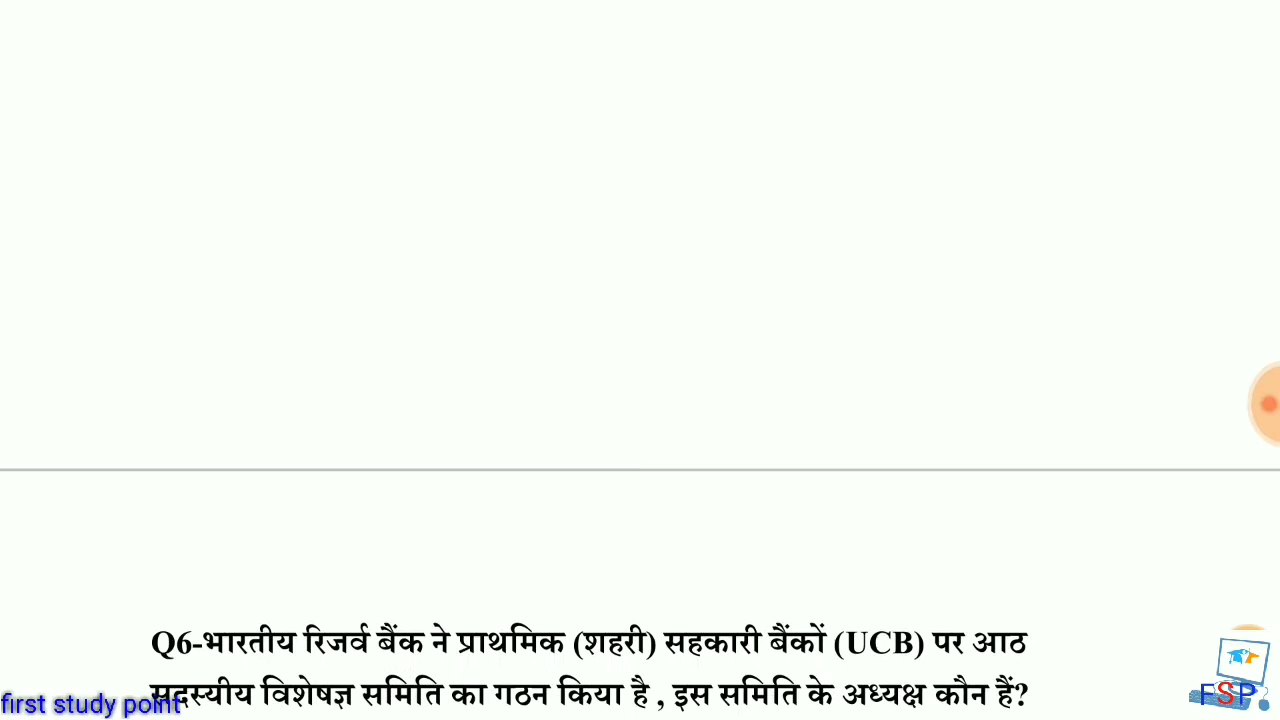 Q6-भारतीय रिजर्व बैंक ने प्राथमिक (शहरी) सहकारी बैंकों (UCB) पर आठ
सदस्यीय विशेषज्ञ समिति का गठन किया है , इस समिति के अध्यक्ष कौन हैं?
first study point
FSP